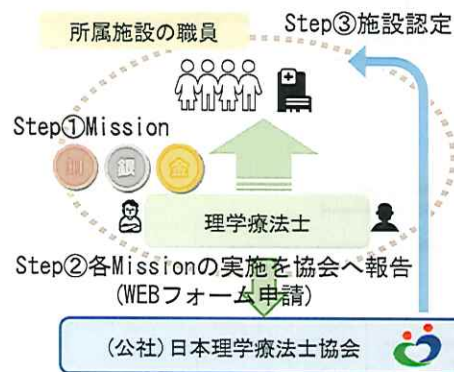 Step③施設認定
所属施設の職員
Step①Mission
銅 銀 金
理学療法士
Step②各Missionの実施を協会へ報告
(WEBフォーム申請)
(公社)日本理学療法士協会